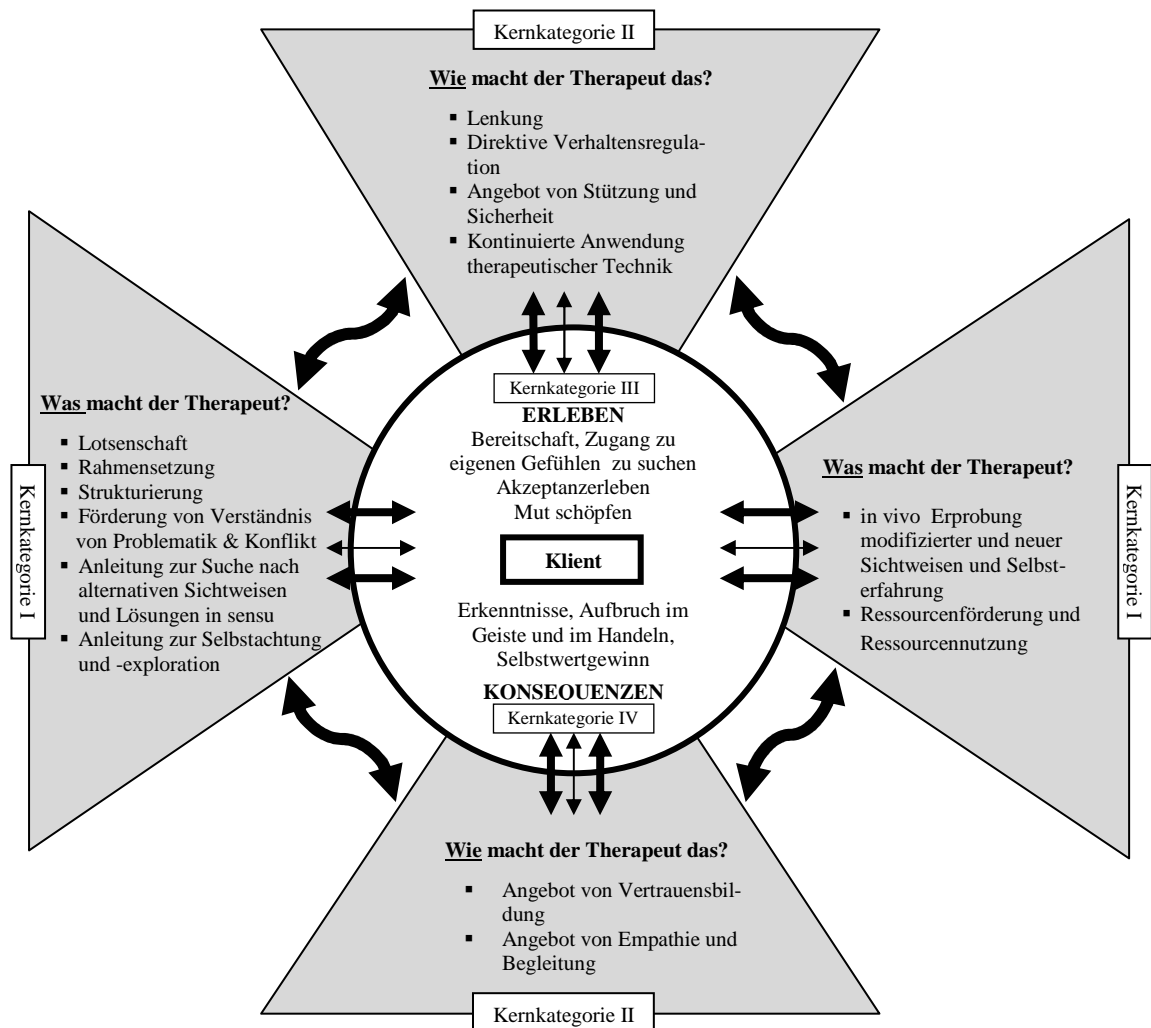 Kernkategorie II
Wie macht der Therapeut das?
▪ Lenkung
▪ Direktive Verhaltensregula-
tion
▪ Angebot von Stützung und
Sicherheit
▪ Kontinuierte Anwendung
therapeutischer Technik
Kernkategorie I
Was macht der Therapeut?
▪ Lotsenschaft
▪ Rahmensetzung
▪ Strukturierung
▪ Förderung von Verständnis
von Problematik & Konflikt
▪ Anleitung zur Suche nach
alternativen Sichtweisen
und Lösungen in sensu
▪ Anleitung zur Selbstachtung
und -exploration
Kernkategorie III
ERLEBEN
Bereitschaft, Zugang zu
eigenen Gefühlen zu suchen
Akzeptanzerleben
Mut schöpfen
Klient
Erkenntnisse, Aufbruch im
Geiste und im Handeln,
Selbstwertgewinn
KONSEQUENZEN
Kernkategorie IV
Was macht der Therapeut?
▪ in vivo Erprobung
modifizierter und neuer
Sichtweisen und Selbst-
erfahrung
▪ Ressourcenförderung und
Ressourcennutzung
Kernkategorie I
Wie macht der Therapeut das?
▪ Angebot von Vertrauensbil-
dung
▪ Angebot von Empathie und
Begleitung
Kernkategorie II